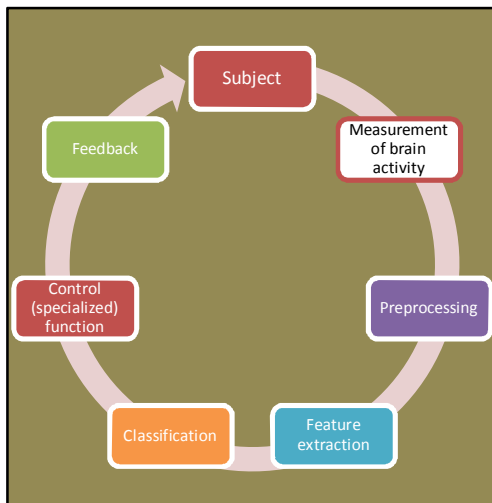 Subject
Measurement
of brain
activity
Preprocessing
Feature
extraction
Classification
Control
(specialized)
function
Feedback